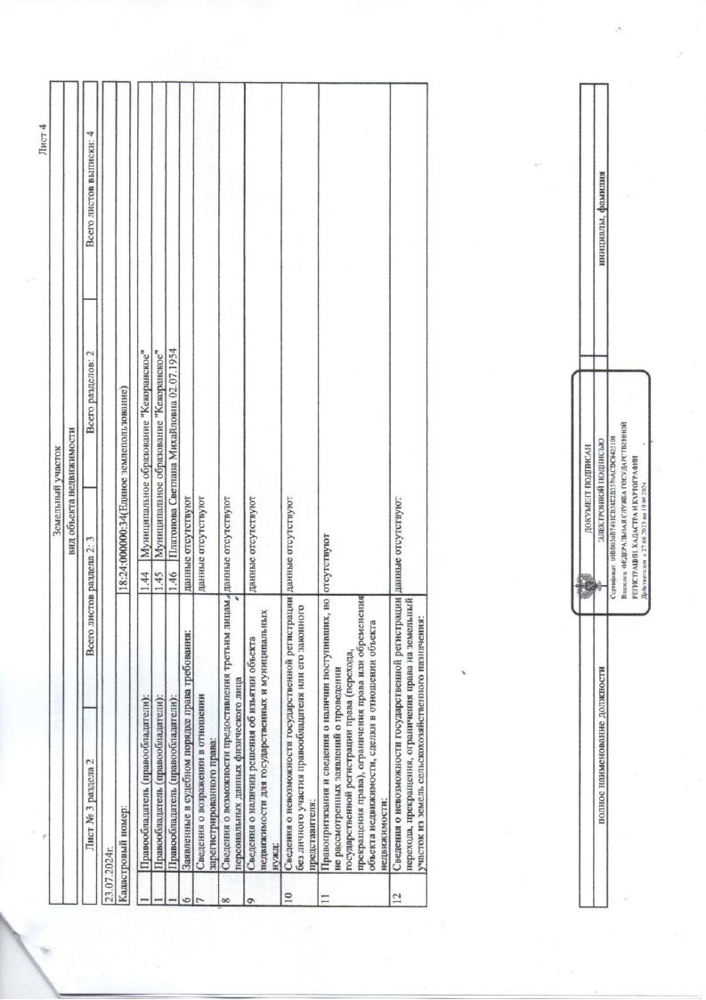 Лист 4
Земельный участок
вид объекта недвижимости
Лист № 3 раздела 2 Всего листов раздела 2: 3 Всего разделов: 2 Всего листов выписки: 4
23.07.2024г.
Кадастровый номер: 18:24:000000:34(Единое землепользование)
1 Правообладатель (правообладатели): 1.44 Муниципальное образование "Кекоранское"
1 Правообладатель (правообладатели): 1.45 Муниципальное образование "Кекоранское"
1 Правообладатель (правообладатели): 1.46 Платонова Светлана Михайловна 02.07.1954
6 Заявленные в судебном порядке права требования: данные отсутствуют
7 Сведения о возражении в отношении данные отсутствуют
зарегистрированного права:
8 Сведения о возможности предоставления третьим лицам данные отсутствуют
персональных данных физического лица
9 Сведения о наличии решения об изъятии объекта данные отсутствуют
недвижимости для государственных и муниципальных
нужд:
10 Сведения о невозможности государственной регистрации данные отсутствуют
без личного участия правообладателя или его законного
представителя:
11 Правопритязания и сведения о наличии поступивших, но отсутствуют
не рассмотренных заявлений о проведении
государственной регистрации права (перехода,
прекращения права), ограничения права или обременения
объекта недвижимости, сделки в отношении объекта
недвижимости:
12 Сведения о невозможности государственной регистрации данные отсутствуют
перехода, прекращения, ограничения права на земельный
участок из земель сельскохозяйственного назначения:
полное наименование должности инициалы, фамилия
ДОКУМЕНТ ПОДПИСАН
ЭЛЕКТРОННОЙ ПОДПИСЬЮ
Сертификат:
Владелец: ФЕДЕРАЛЬНАЯ СЛУЖБА ГОСУДАРСТВЕННОЙ
РЕГИСТРАЦИИ, КАДАСТРА И КАРТОГРАФИИ
Действителен: с 27.06.2023 по 19.09.2024